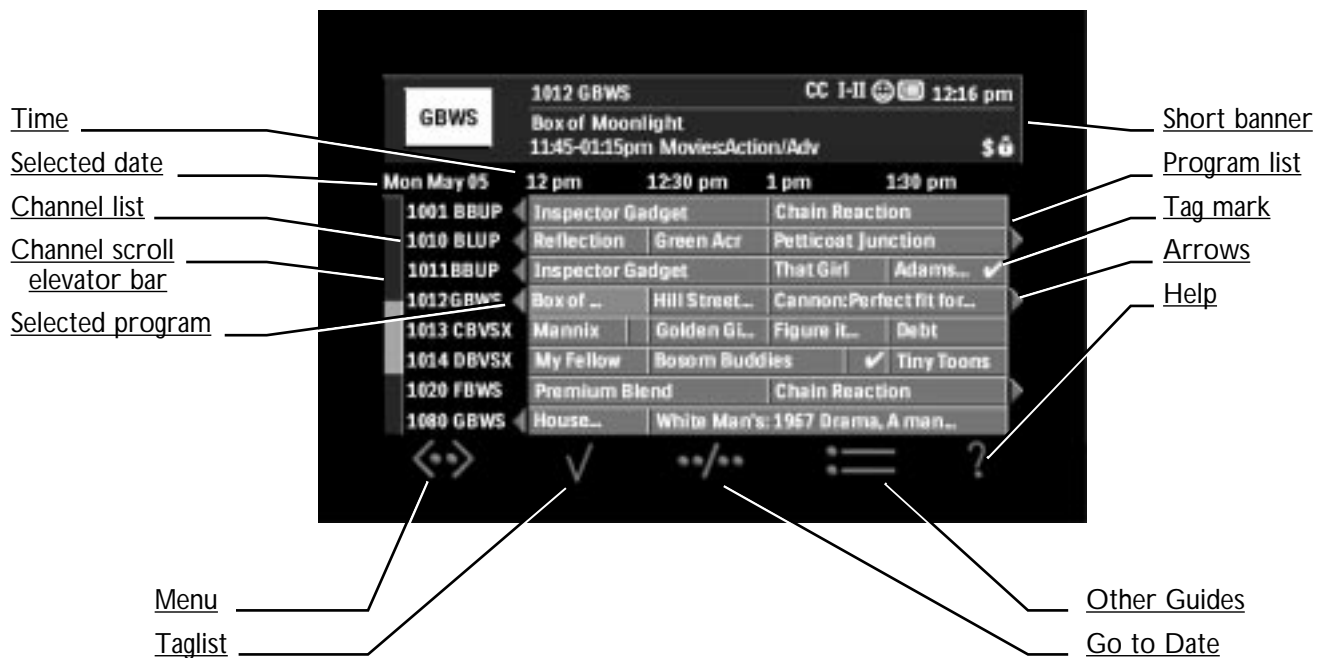 Time
Selected date
Channel list
Channel scroll
elevator bar
Selected program
GBWS
1012 GBWS CC I-II 12:16 pm
Box of Moonlight
11:45-01:15pm Movies:Action/Adv $
Mon May 05 12 pm 12:30 pm 1 pm 1:30 pm
1001 BBUP Inspector Gadget Chain Reaction
1010 BLUP Reflection Green Acr Petticoat Junction
1011BBUP Inspector Gadget That Girl Adams... ✔
1012GBWS Box of ... Hill Street... Cannon:Perfect fit for...
1013 CBVSX Mannix Golden Gi... Figure it... Debt
1014 DBVSX My Fellow Bosom Buddies ✔ Tiny Toons
1020 FBWS Premium Blend Chain Reaction
1080 GBWS House... White Man's: 1967 Drama, A man...
<··> √ ··/·· ?
Short banner
Program list
Tag mark
Arrows
Help
Menu
Taglist
Other Guides
Go to Date